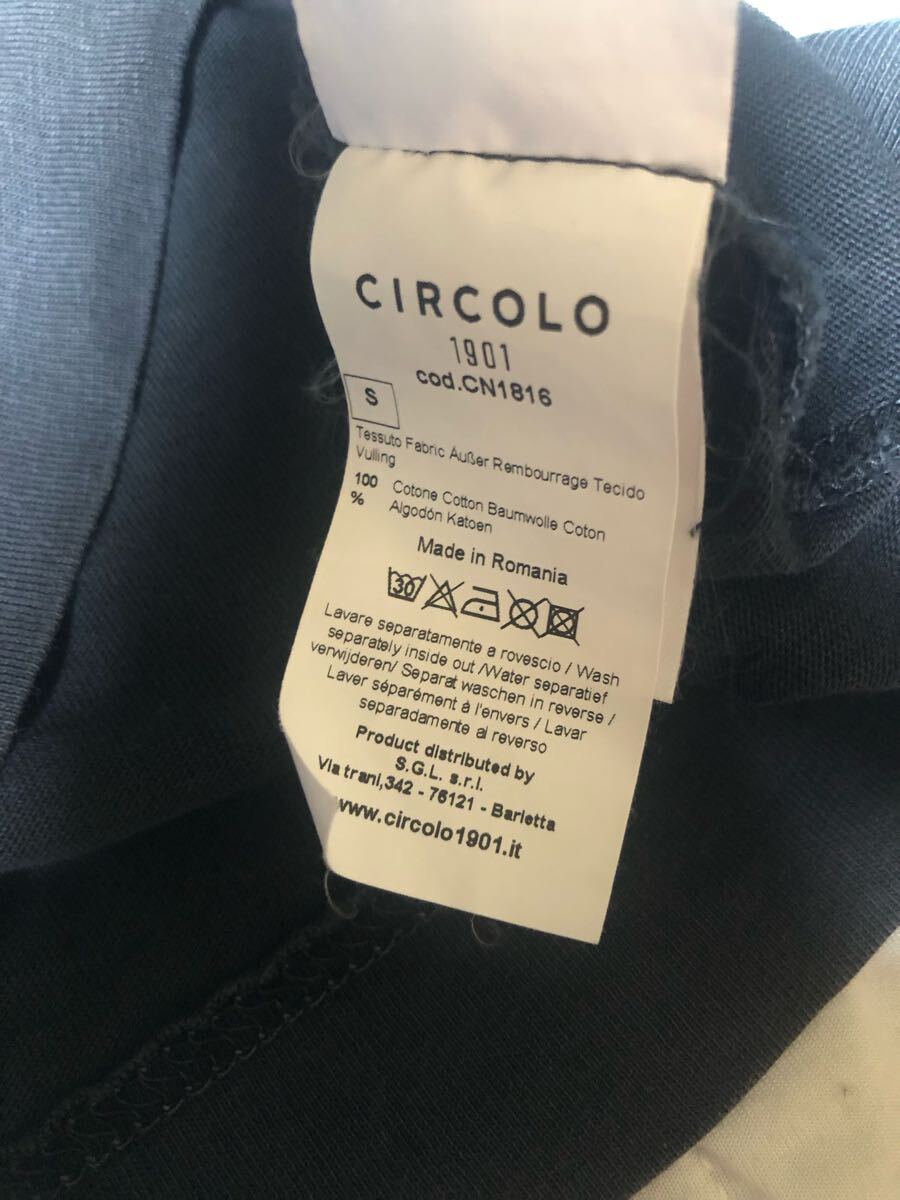 CIRCOLO
1901
cod.CN1816
S
Tessuto Fabric Außer Rembourrage Tecido
Vulling
100 Cotone Cotton Baumwolle Coton
% Algodón Katoen
Made in Romania
30
Lavare separatamente a rovescio / Wash
separately inside out /Water separatief
verwijderen/ Separat waschen in reverse /
Laver séparément à l'envers / Lavar
separadamente al reverso
Product distributed by
S.G.L. s.r.l.
Via trani,342 - 76121 - Barletta
www.circolo1901.it